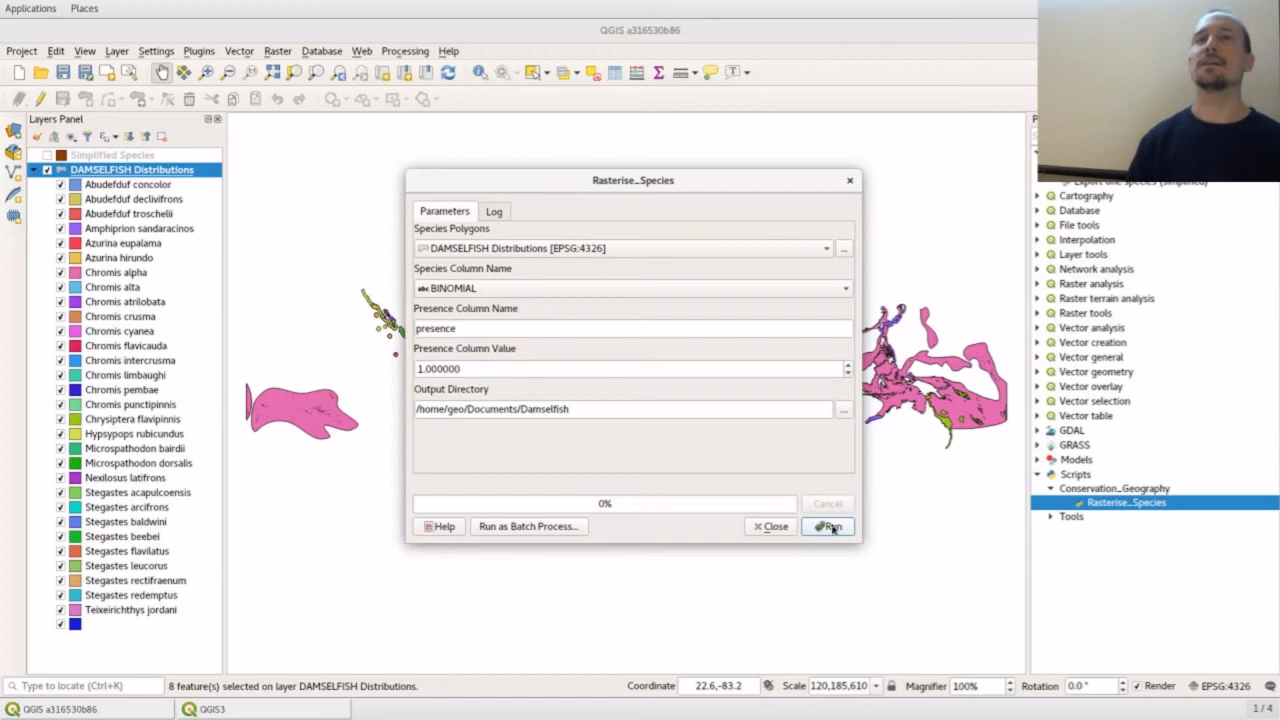 Applications Places
QGIS a316530b86
Project Edit View Layer Settings Plugins Vector Raster Database Web Processing Help
Layers Panel
Simplified Species
DAMSELFISH Distributions
Abudefduf concolor
Abudefduf declivifrons
Abudefduf troschelii
Amphiprion sandaracinos
Azurina eupalama
Azurina hirundo
Chromis alpha
Chromis alta
Chromis atrilobata
Chromis crusma
Chromis cyanea
Chromis flavicauda
Chromis intercrusma
Chromis limbaughi
Chromis pembae
Chromis punctipinnis
Chrysiptera flavipinnis
Hypsypops rubicundus
Microspathodon bairdii
Microspathodon dorsalis
Nexilosus latifrons
Stegastes acapulcoensis
Stegastes arcifrons
Stegastes baldwini
Stegastes beebei
Stegastes flavilatus
Stegastes leucorus
Stegastes rectifraenum
Stegastes redemptus
Teixeirichthys jordani
Rasterise_Species
Parameters Log
Species Polygons
DAMSELFISH Distributions [EPSG:4326]
...
Species Column Name
abc BINOMIAL
Presence Column Name
presence
Presence Column Value
1.000000
Output Directory
/home/geo/Documents/Damselfish
...
0%
Cancel
Help Run as Batch Process... Close Run
Export one species (simplified)
Cartography
Database
File tools
Interpolation
Layer tools
Network analysis
Raster analysis
Raster terrain analysis
Raster tools
Vector analysis
Vector creation
Vector general
Vector geometry
Vector overlay
Vector selection
Vector table
GDAL
GRASS
Models
Scripts
Conservation_Geography
Rasterise_Species
Tools
Type to locate (Ctrl+K) 8 feature(s) selected on layer DAMSELFISH Distributions. Coordinate 22.6,-83.2 Scale 120,185,610 Magnifier 100% Rotation 0.0 ° Render EPSG:4326
QGIS a316530b86 QGIS3 1 / 4